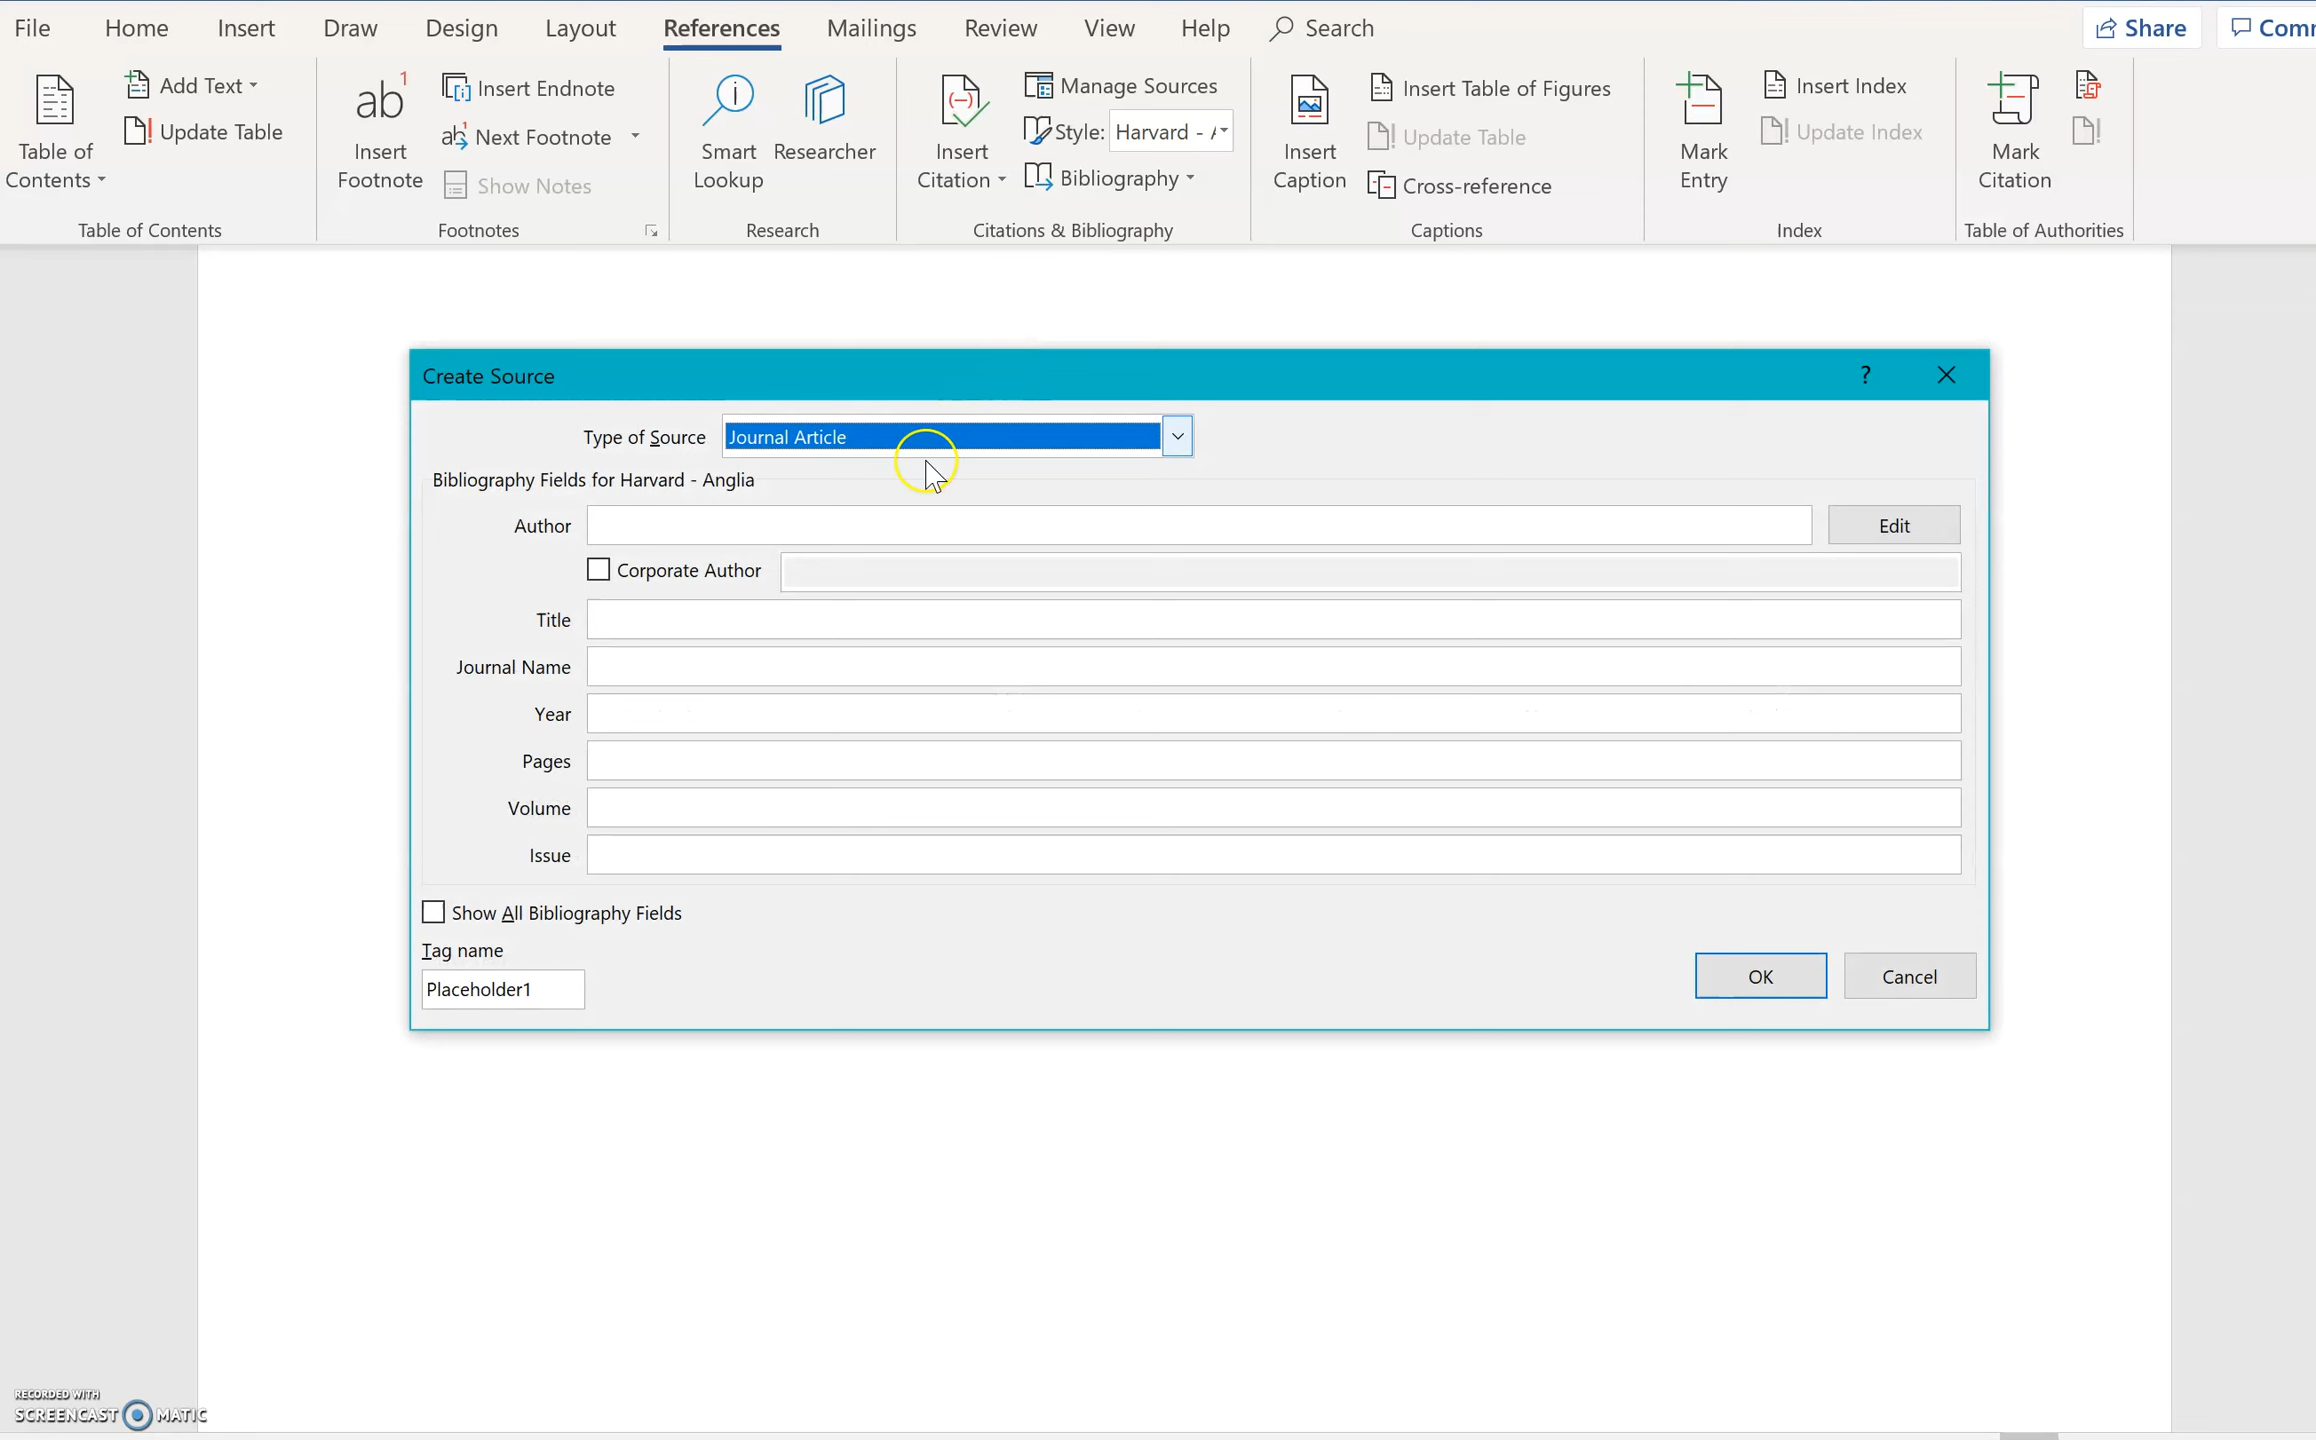 File Home Insert Draw Design Layout References Mailings Review View Help Search Share Comm
Table of Contents
Add Text
Update Table
Table of Contents
ab1
Insert Footnote
Insert Endnote
Next Footnote
Show Notes
Footnotes
Smart Lookup
Researcher
Research
Insert Citation
Manage Sources
Style: Harvard - A
Bibliography
Citations & Bibliography
Insert Caption
Insert Table of Figures
Update Table
Cross-reference
Captions
Mark Entry
Insert Index
Update Index
Index
Mark Citation
Table of Authorities
Create Source ?
Type of Source Journal Article
Bibliography Fields for Harvard - Anglia
Author Edit
Corporate Author
Title
Journal Name
Year
Pages
Volume
Issue
Show All Bibliography Fields
Tag name
Placeholder1
OK Cancel
RECORDED WITH
SCREENCAST MATIC